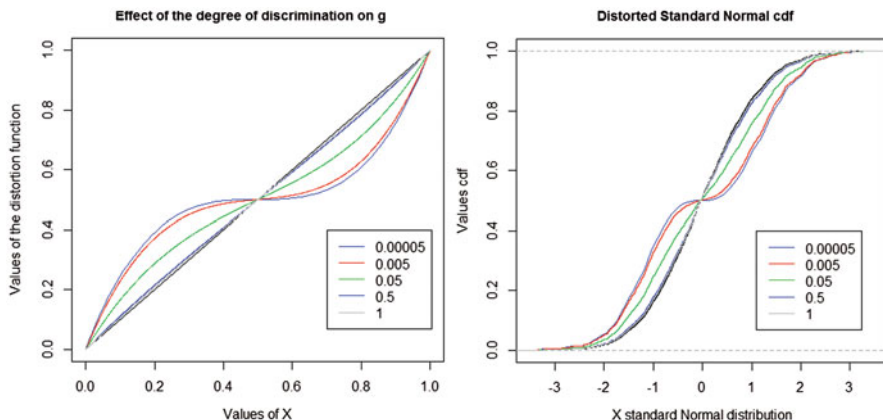 Effect of the degree of discrimination on g
Values of the distortion function
1.0
0.8
0.6
0.4
0.2
0.0
0.00005
0.005
0.05
0.5
1
0.0 0.2 0.4 0.6 0.8 1.0
Values of X
Distorted Standard Normal cdf
Values cdf
1.0
0.8
0.6
0.4
0.2
0.0
0.00005
0.005
0.05
0.5
1
-3 -2 -1 0 1 2 3
X standard Normal distribution